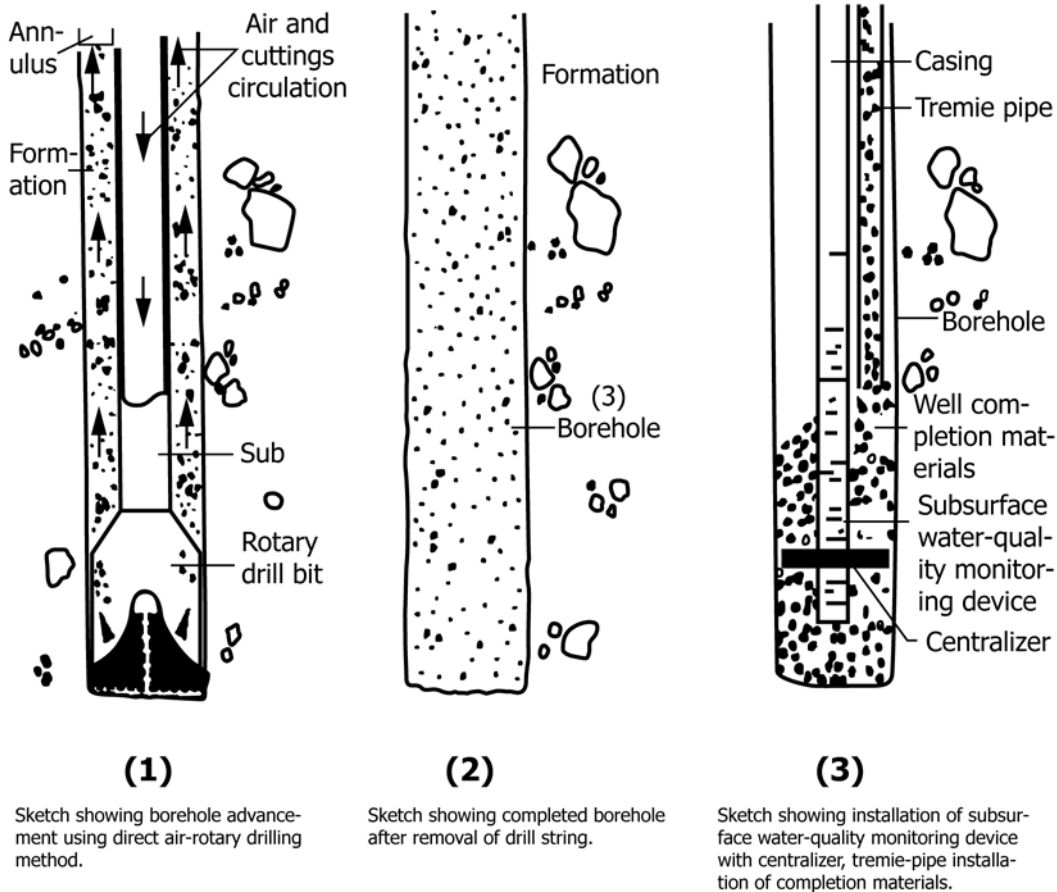 Ann-
ulus
Air and
cuttings
circulation
Form-
ation
Sub
Rotary
drill bit
Formation
(3)
Borehole
Casing
Tremie pipe
Borehole
Well com-
pletion mat-
erials
Subsurface
water-qual-
ity monitor-
ing device
Centralizer
(1)
Sketch showing borehole advance-
ment using direct air-rotary drilling
method.
(2)
Sketch showing completed borehole
after removal of drill string.
(3)
Sketch showing installation of subsur-
face water-quality monitoring device
with centralizer, tremie-pipe installa-
tion of completion materials.